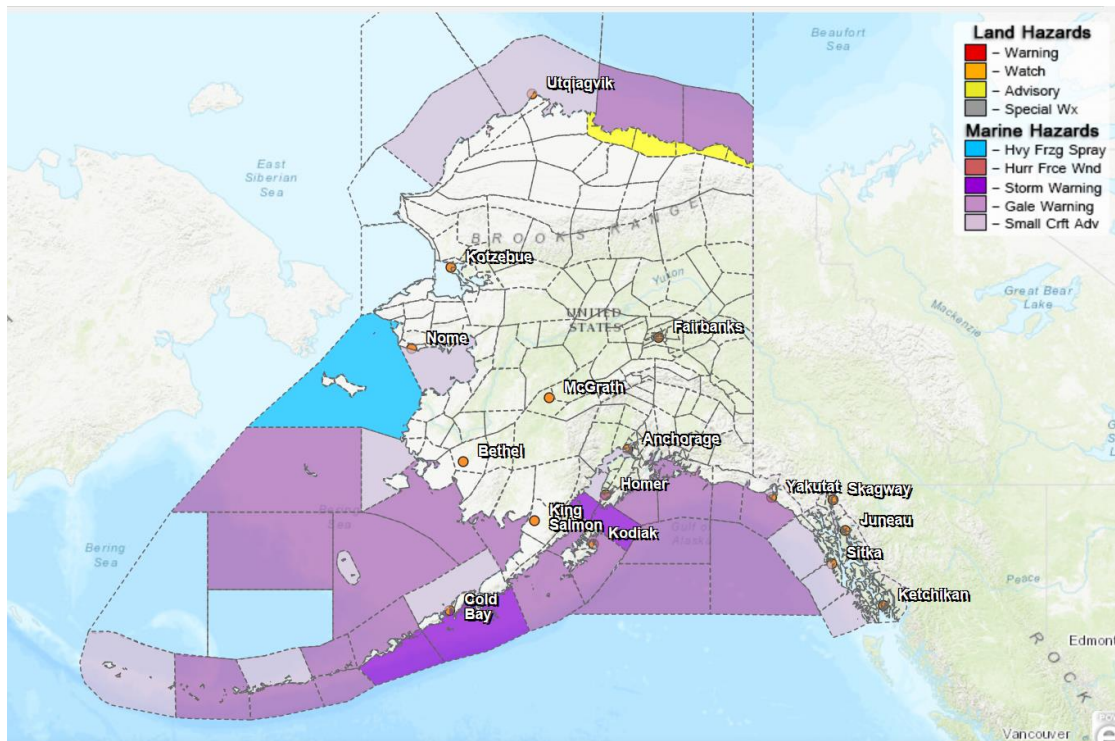 Land Hazards
– Warning
– Watch
– Advisory
– Special Wx
Marine Hazards
– Hvy Frzg Spray
– Hurr Frce Wnd
– Storm Warning
– Gale Warning
– Small Crft Adv
Beaufort
Sea
Utqiagvik
East
Siberian
Sea
BROOKS RANGE
Kotzebue
Yukon
Great Bear
Lake
Mackenzie
UNITED
STATES
Fairbanks
Nome
McGrath
Anchorage
Bethel
Homer
Yakutat
Skagway
King
Salmon
Kodiak
Juneau
Gulf of
Alaska
Bering Sea
Bering
Sea
Sitka
Peace
Ketchikan
Cold
Bay
Edmont
ROCK
Vancouver